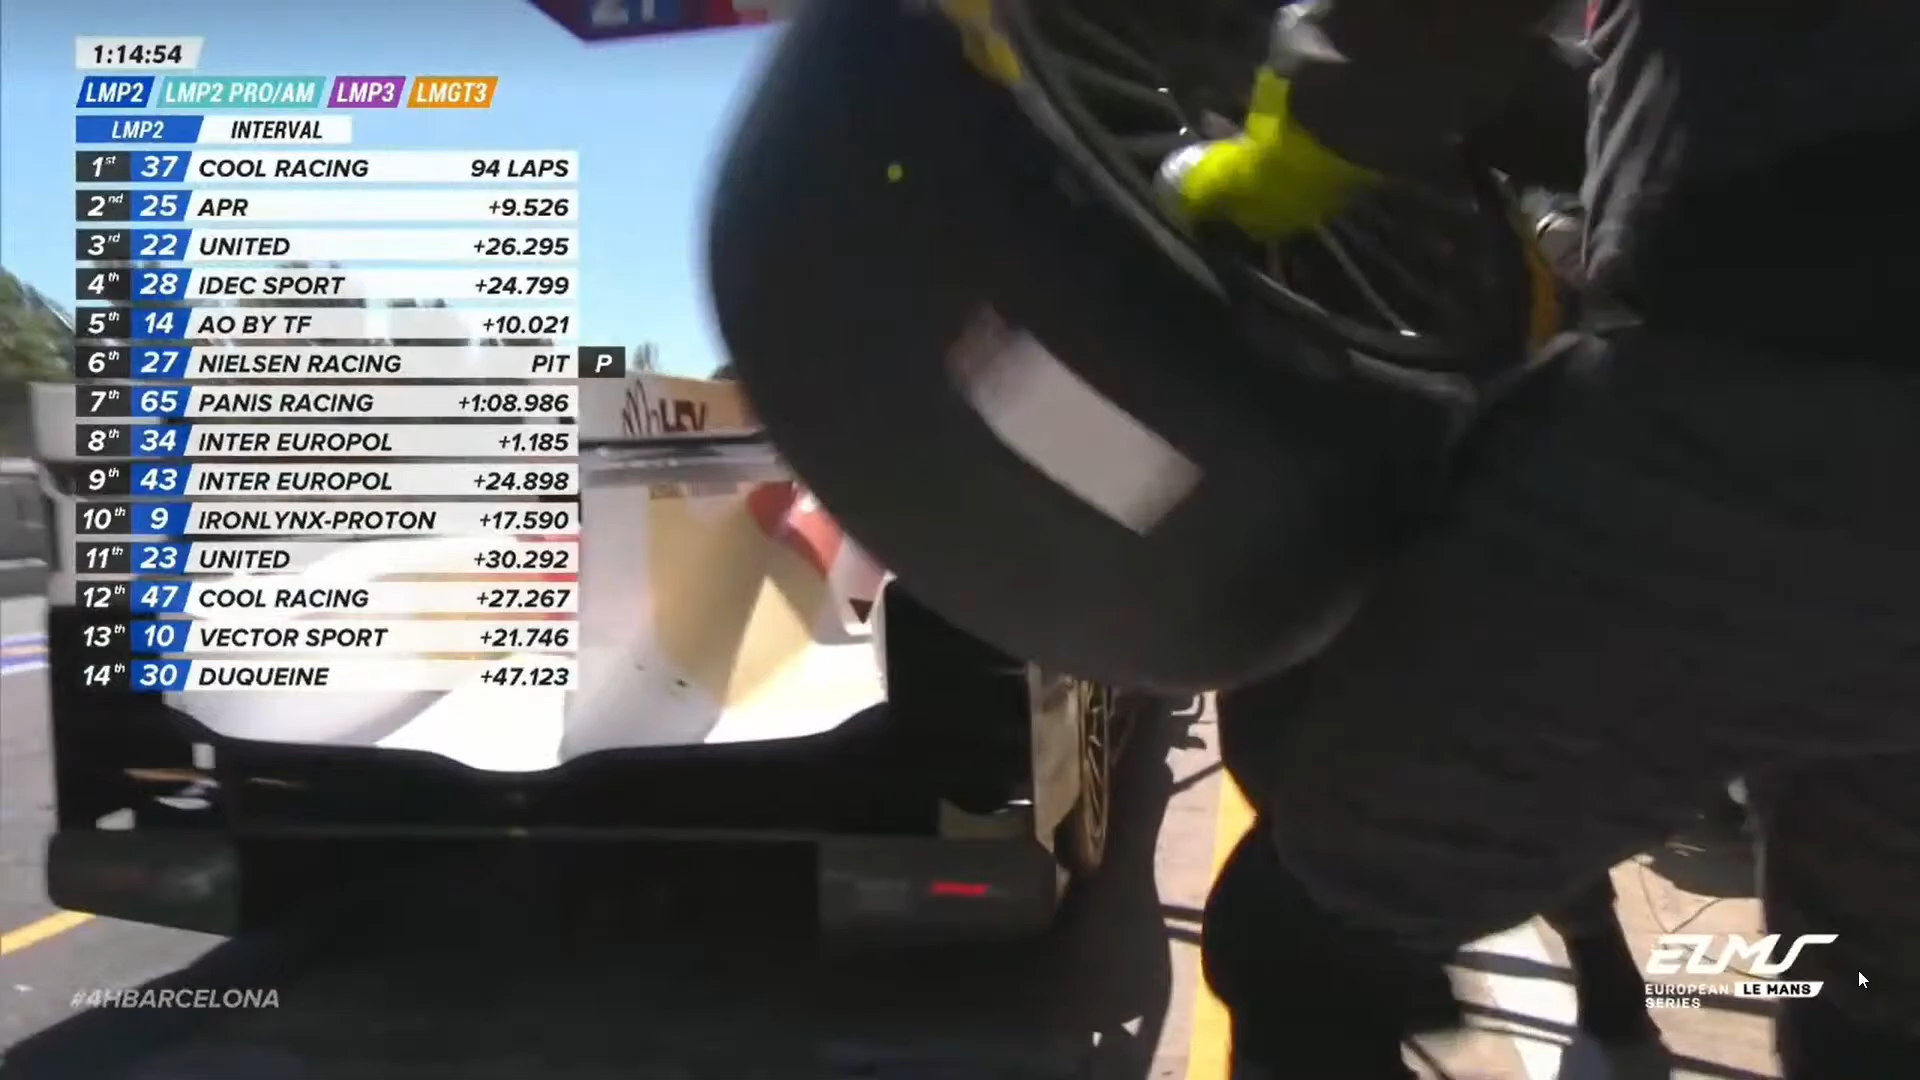 27
1:14:54
LMP2 LMP2 PRO/AM LMP3 LMGT3
LMP2 INTERVAL
1st 37 COOL RACING 94 LAPS
2nd 25 APR +9.526
3rd 22 UNITED +26.295
4th 28 IDEC SPORT +24.799
5th 14 AO BY TF +10.021
6th 27 NIELSEN RACING PIT P
7th 65 PANIS RACING +1:08.986
8th 34 INTER EUROPOL +1.185
9th 43 INTER EUROPOL +24.898
10th 9 IRONLYNX-PROTON +17.590
11th 23 UNITED +30.292
12th 47 COOL RACING +27.267
13th 10 VECTOR SPORT +21.746
14th 30 DUQUEINE +47.123
#4HBARCELONA
ELMS
EUROPEAN LE MANS
SERIES